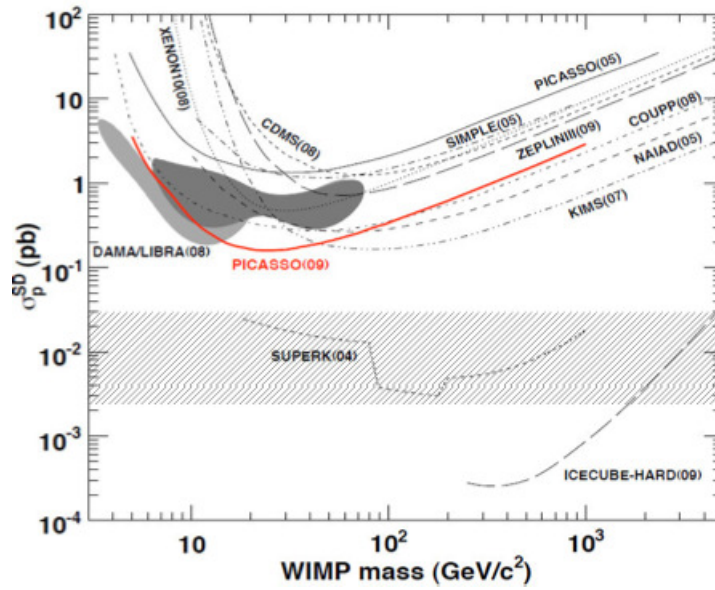 10²
10
1
10⁻¹
10⁻²
10⁻³
10⁻⁴
σₚˢᴰ (pb)
XENON10(08)
CDMS(08)
PICASSO(05)
SIMPLE(05)
ZEPLINIII(09)
COUPP(08)
NAIAD(05)
KIMS(07)
DAMA/LIBRA(08)
PICASSO(09)
SUPERK(04)
ICECUBE-HARD(09)
10
10²
10³
WIMP mass (GeV/c²)